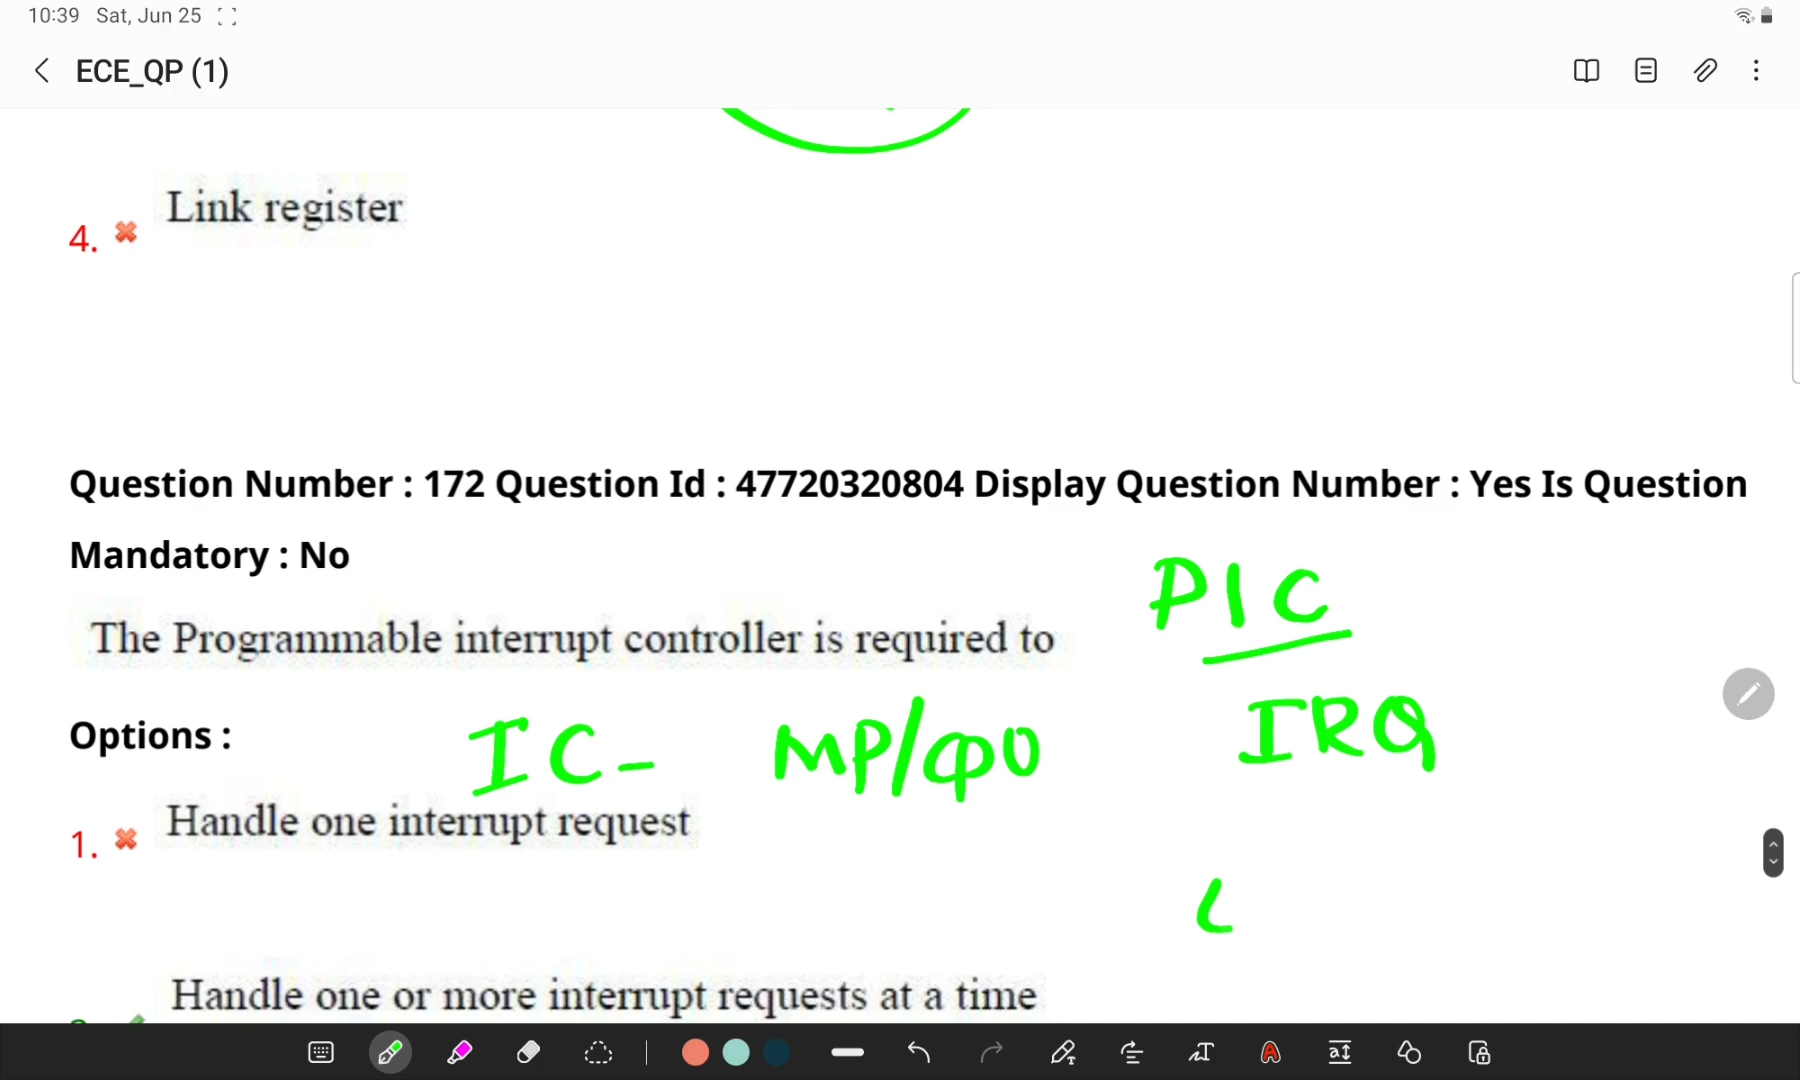 10:39 Sat, Jun 25
ECE_QP (1)
Link register
4.
Question Number : 172 Question Id : 47720320804 Display Question Number : Yes Is Question
Mandatory : No
PIC
The Programmable interrupt controller is required to
IRQ
Options :
IC - MP/
Handle one interrupt request
1.
Handle one or more interrupt requests at a time